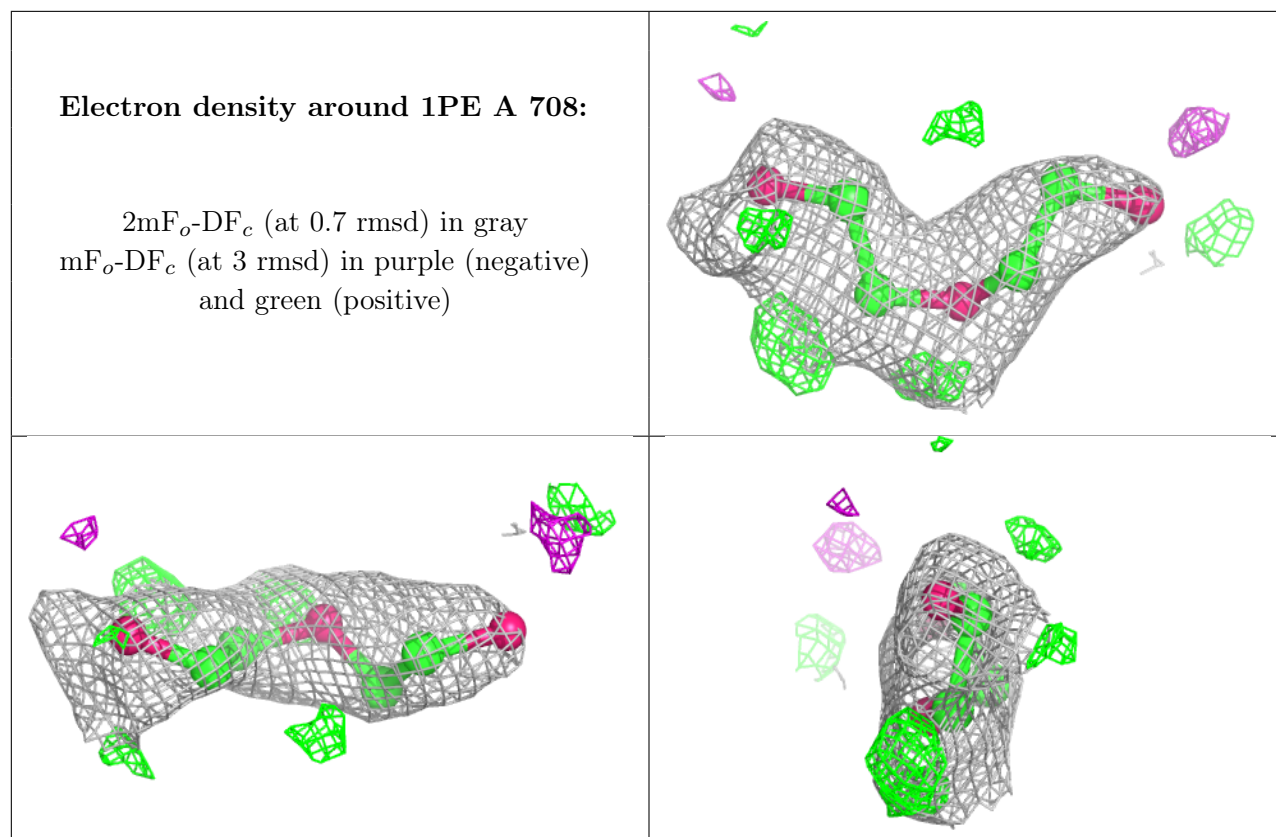 Electron density around 1PE A 708:
2mFo-DFc (at 0.7 rmsd) in gray
mFo-DFc (at 3 rmsd) in purple (negative)
and green (positive)